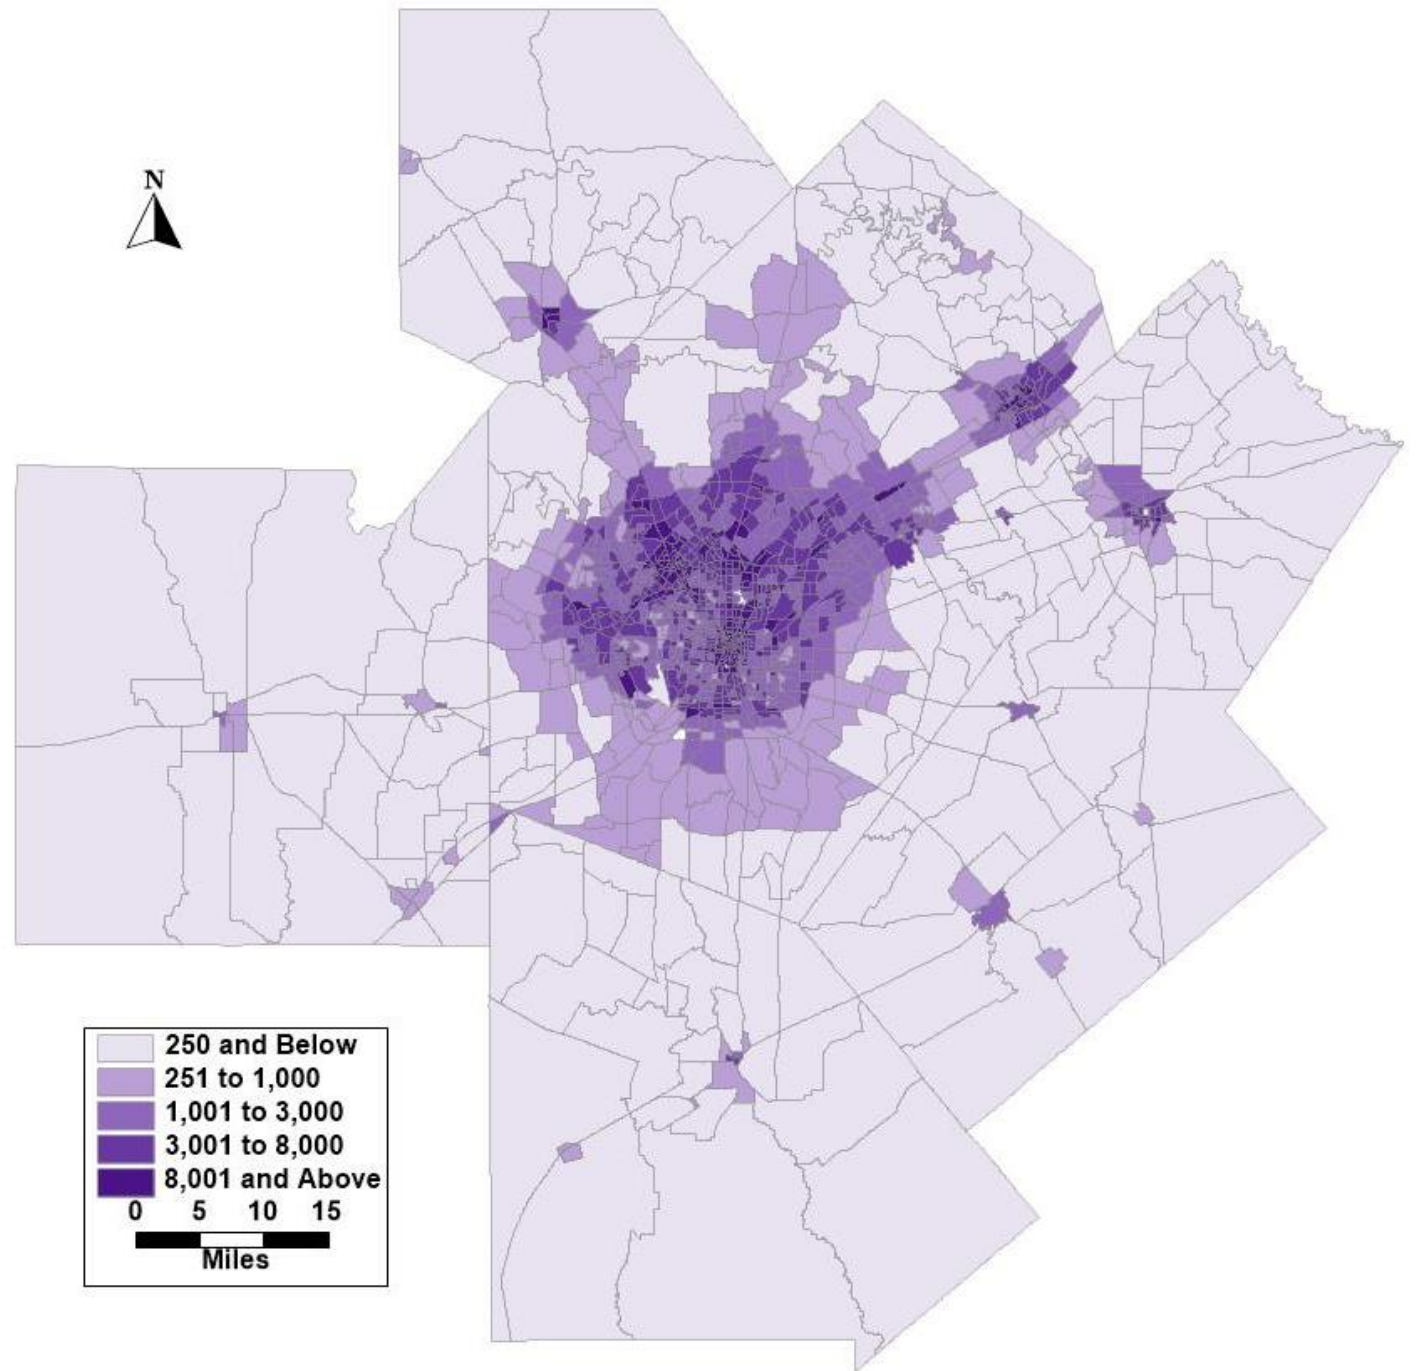 N
250 and Below
251 to 1,000
1,001 to 3,000
3,001 to 8,000
8,001 and Above
0 5 10 15
Miles